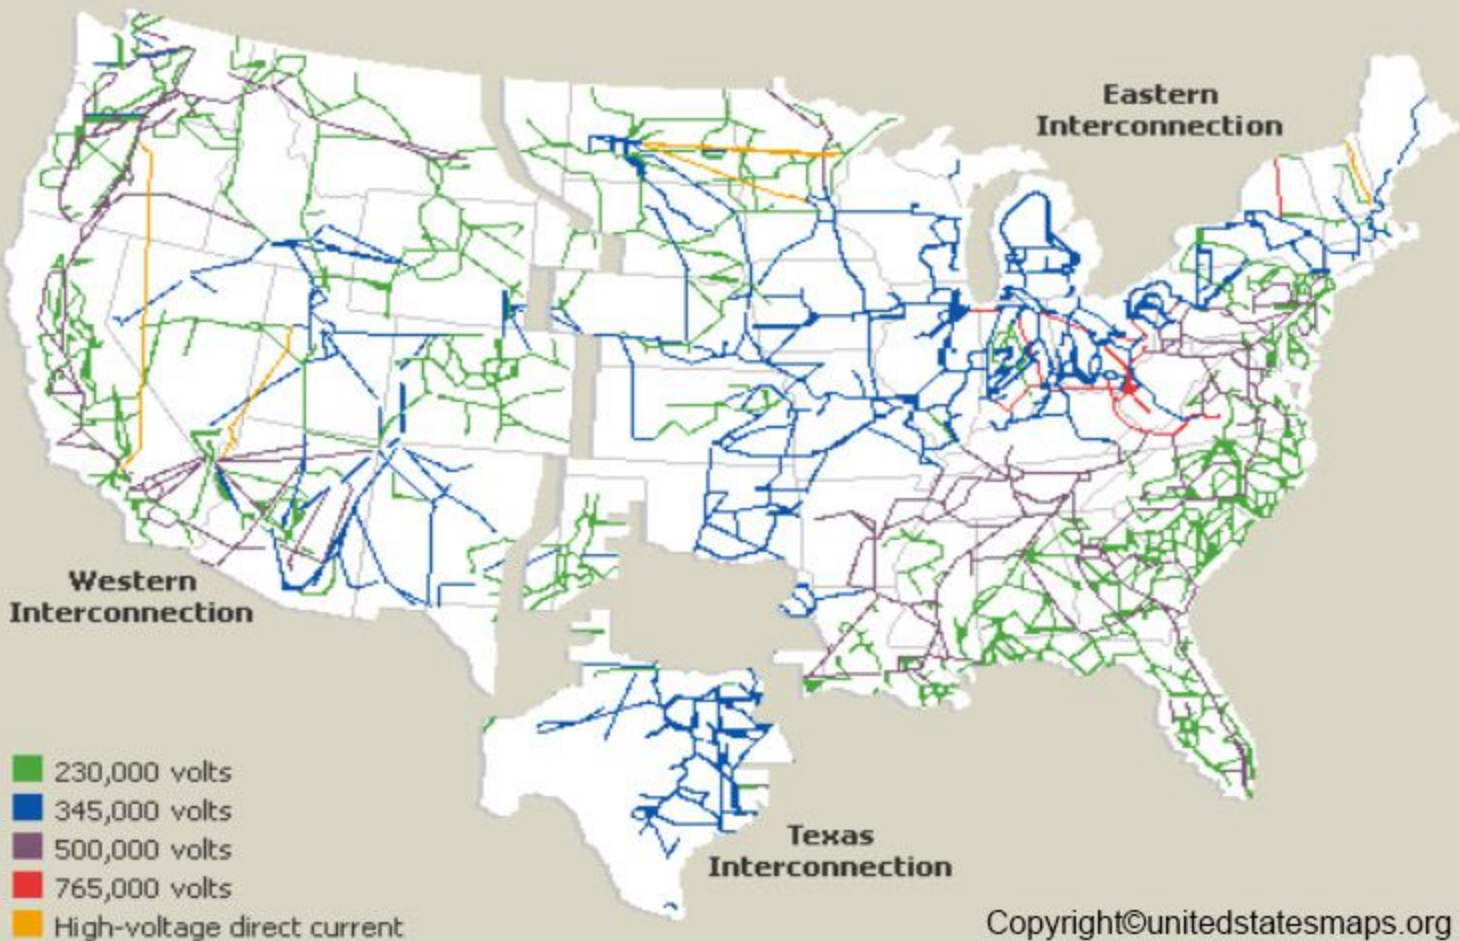 Eastern
Interconnection
Western
Interconnection
230,000 volts
345,000 volts
500,000 volts
765,000 volts
High-voltage direct current
Texas
Interconnection
Copyright©unitedstatesmaps.org